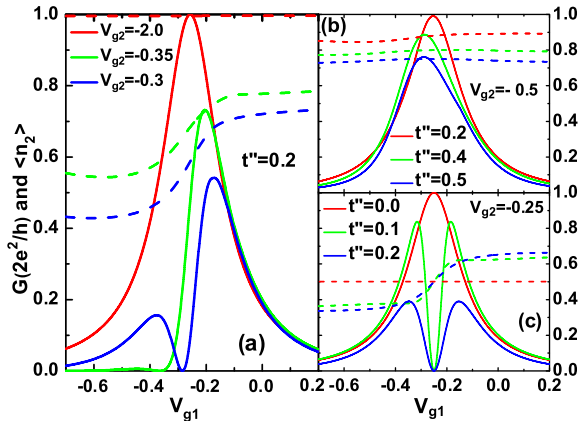 G(2e²/h) and <n₂>
1.0
0.8
0.6
0.4
0.2
0.0
V_g2=-2.0
V_g2=-0.35
V_g2=-0.3
t''=0.2
(a)
-0.6 -0.4 -0.2 0.0 0.2
V_g1
(b)
V_g2=- 0.5
t''=0.2
t''=0.4
t''=0.5
1.0
0.8
0.6
0.4
0.2
1.0
t''=0.0
t''=0.1
t''=0.2
V_g2=-0.25
(c)
0.8
0.6
0.4
0.2
0.0
-0.6 -0.4 -0.2 0.0 0.2
V_g1